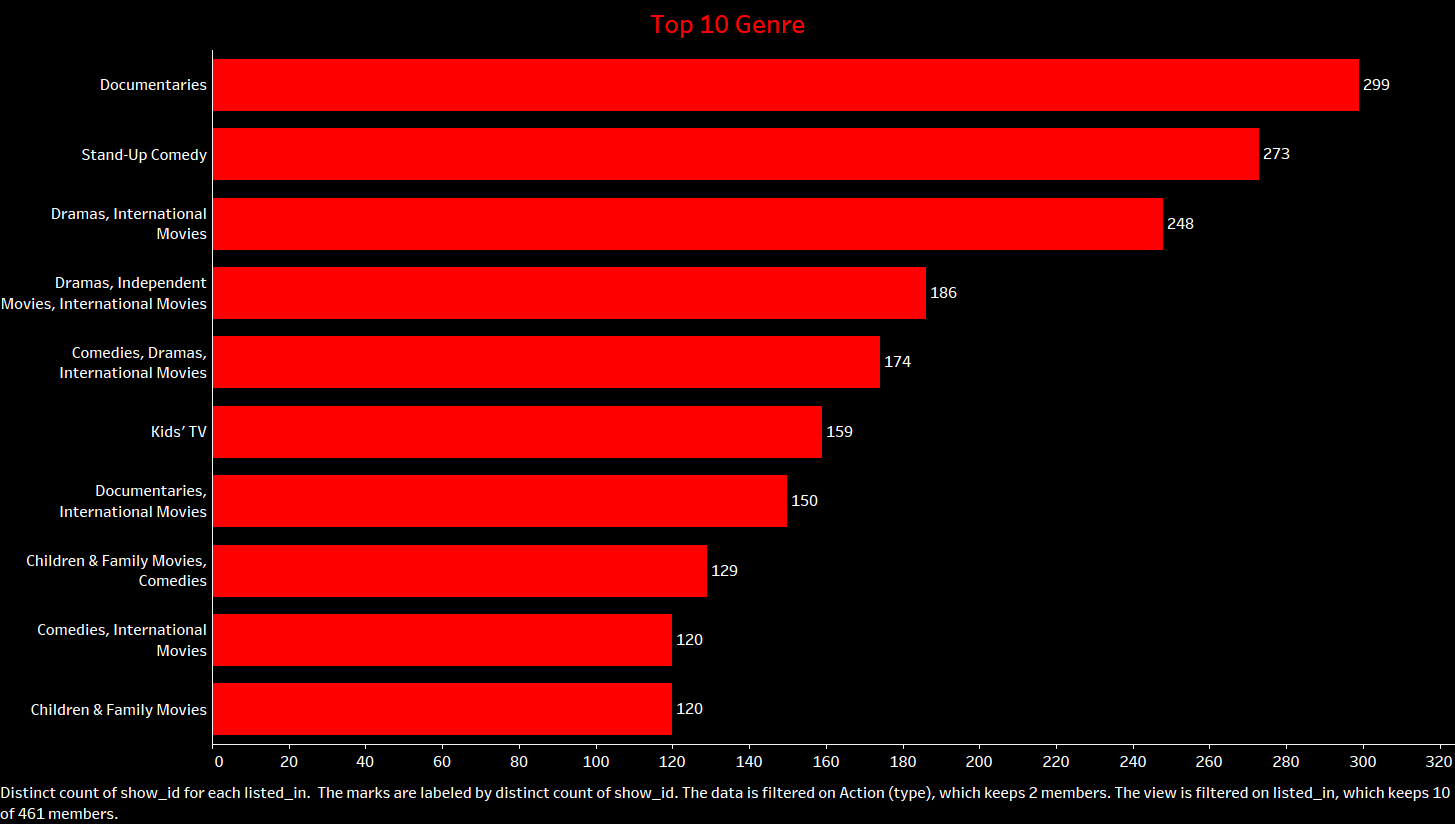 Top 10 Genre
Documentaries
299
Stand-Up Comedy
273
Dramas, International
Movies
248
Dramas, Independent
Movies, International Movies
186
Comedies, Dramas,
International Movies
174
Kids’ TV
159
Documentaries,
International Movies
150
Children & Family Movies,
Comedies
129
Comedies, International
Movies
120
Children & Family Movies
120
0 20 40 60 80 100 120 140 160 180 200 220 240 260 280 300 320
Distinct count of show_id for each listed_in.  The marks are labeled by distinct count of show_id. The data is filtered on Action (type), which keeps 2 members. The view is filtered on listed_in, which keeps 10
of 461 members.